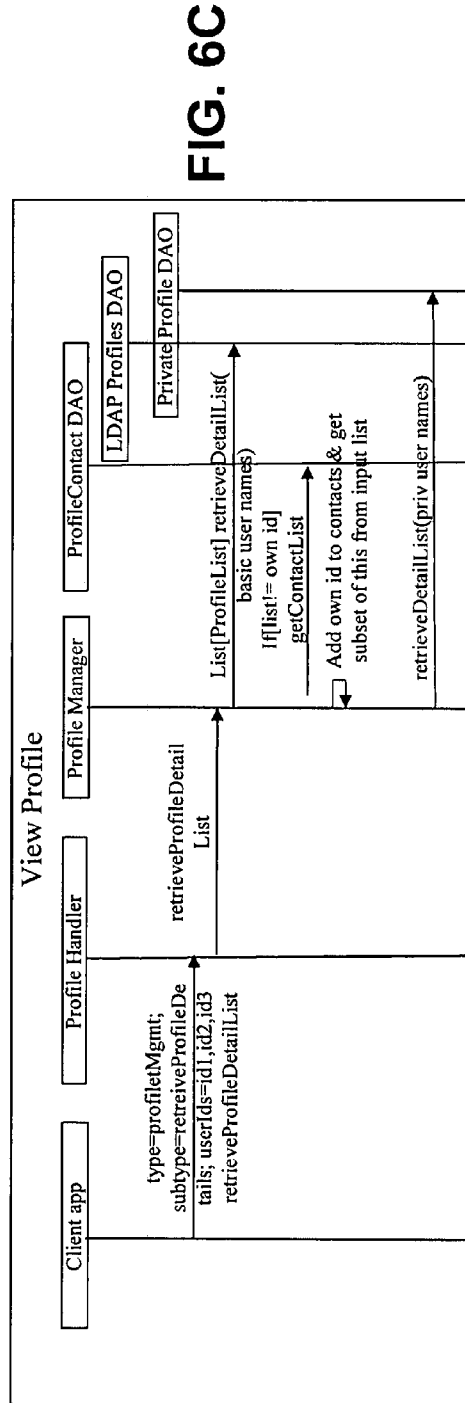 View Profile
Client app
Profile Handler
Profile Manager
ProfileContact DAO
LDAP Profiles DAO
Private Profile DAO
type=profiletMgmt;
subtype=retreiveProfileDe
tails; userIds=id1,id2,id3
retrieveProfileDetailList
retrieveProfileDetail
List
List[ProfileList] retrieveDetailList(
basic user names)
If[list!= own id]
getContactList
Add own id to contacts & get
subset of this from input list
retrieveDetailList(priv user names)
FIG. 6C